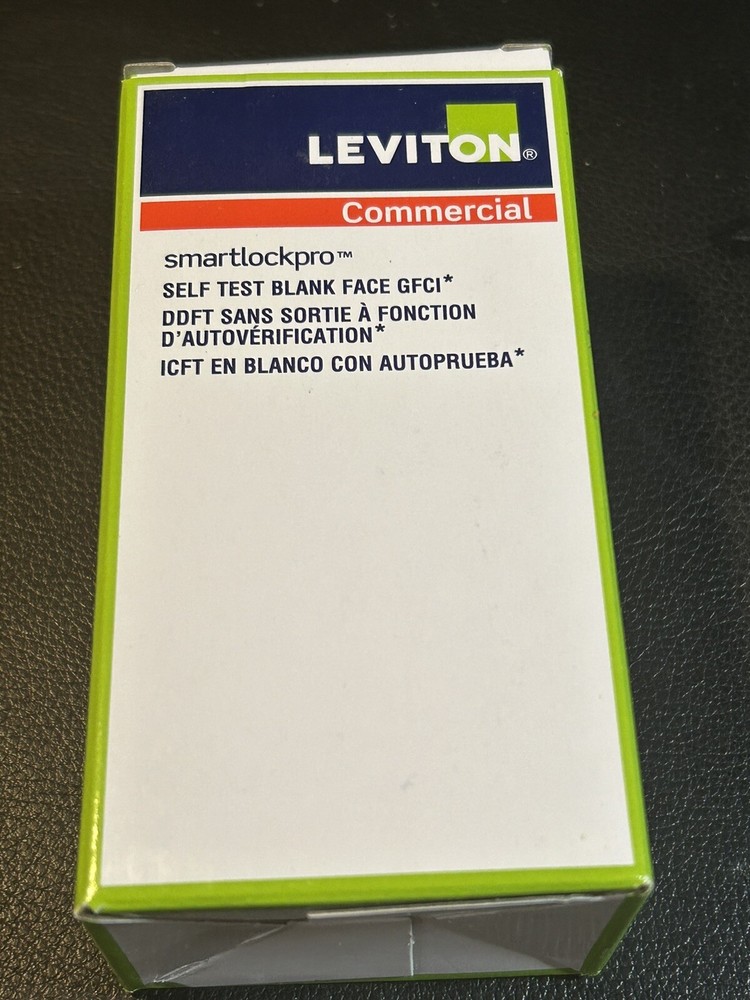 LEVITON®
Commercial
smartlockpro™
SELF TEST BLANK FACE GFCI*
DDFT SANS SORTIE À FONCTION
D'AUTOVÉRIFICATION*
ICFT EN BLANCO CON AUTOPRUEBA*